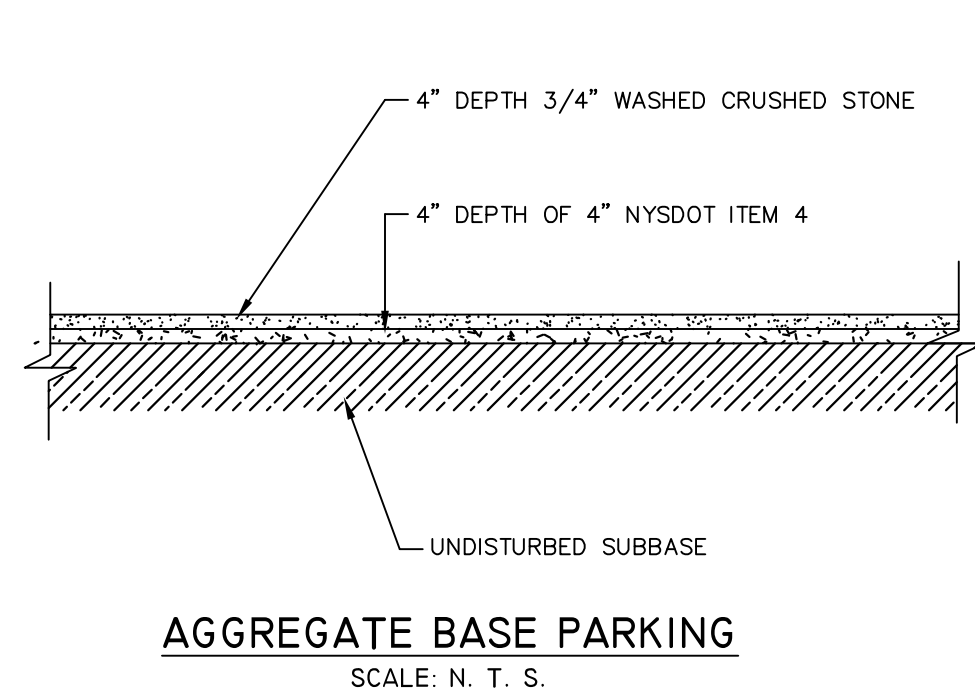 4” DEPTH 3/4” WASHED CRUSHED STONE
4” DEPTH OF 4” NYSDOT ITEM 4
UNDISTURBED SUBBASE
AGGREGATE BASE PARKING
SCALE: N. T. S.